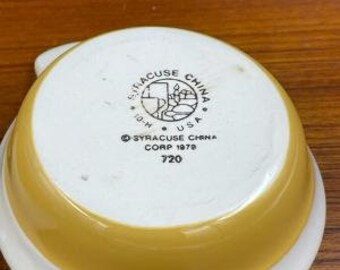 SYRACUSE CHINA
10-H • USA
© SYRACUSE CHINA
CORP 1979
720